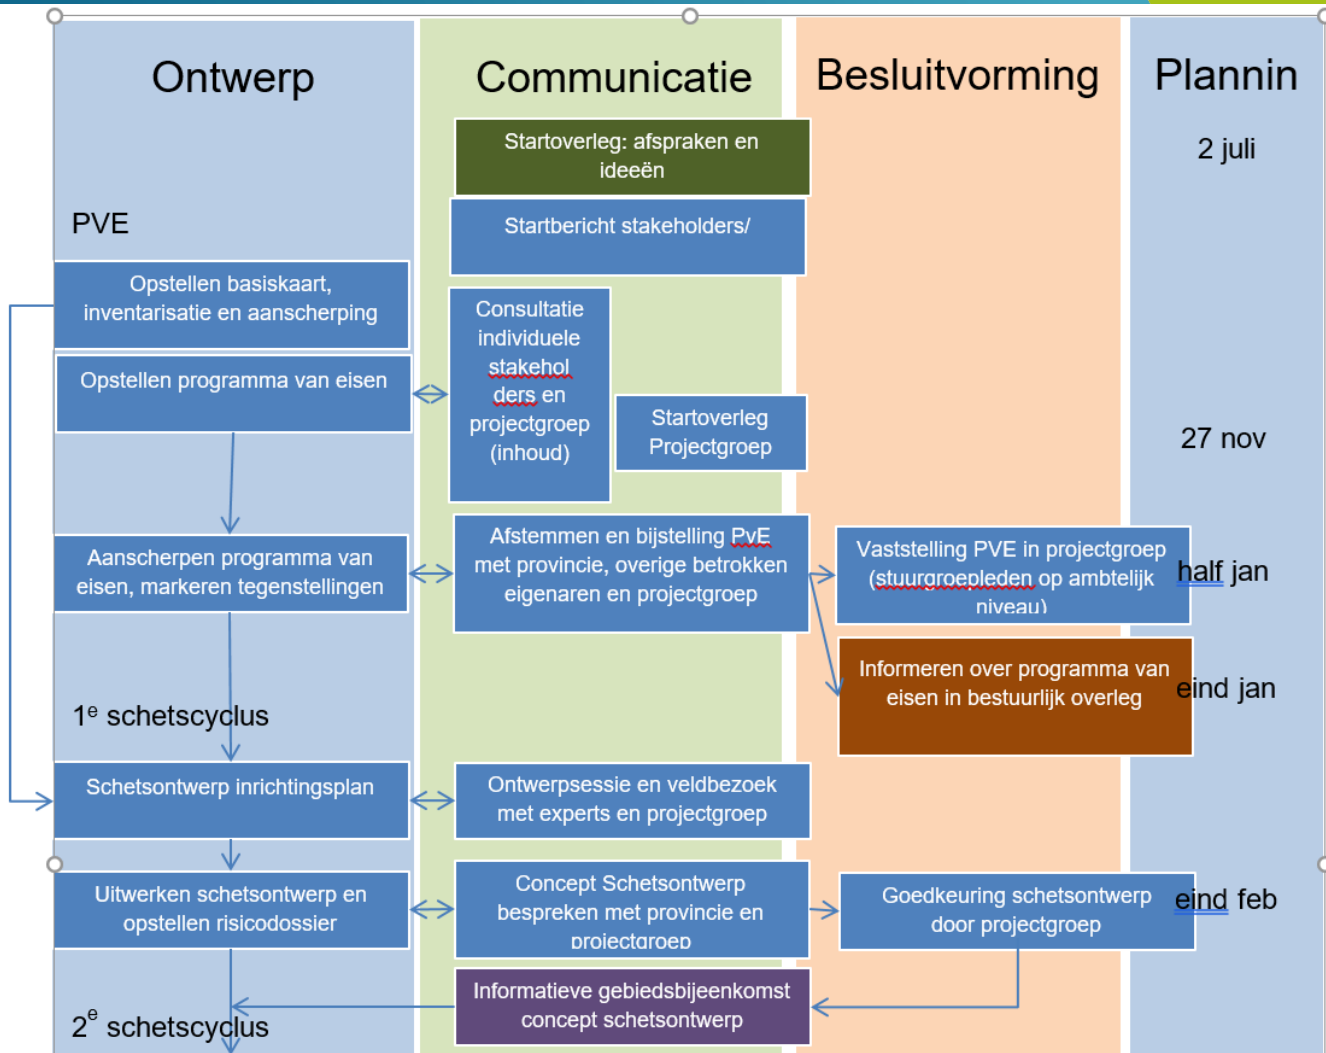 Ontwerp
Communicatie
Besluitvorming
Plannin
Startoverleg: afspraken en
ideeën
2 juli
PVE
Startbericht stakeholders/
Opstellen basiskaart,
inventarisatie en aanscherping
Consultatie
individuele
stakehol
ders en
projectgroep
(inhoud)
Opstellen programma van eisen
Startoverleg
Projectgroep
27 nov
Aanscherpen programma van
eisen, markeren tegenstellingen
Afstemmen en bijstelling PvE
met provincie, overige betrokken
eigenaren en projectgroep
Vaststelling PVE in projectgroep
(stuurgroepleden op ambtelijk
niveau)
half jan
Informeren over programma van
eisen in bestuurlijk overleg
eind jan
1e schetscyclus
Schetsontwerp inrichtingsplan
Ontwerpsessie en veldbezoek
met experts en projectgroep
Uitwerken schetsontwerp en
opstellen risicodossier
Concept Schetsontwerp
bespreken met provincie en
projectgroep
Goedkeuring schetsontwerp
door projectgroep
eind feb
Informatieve gebiedsbijeenkomst
concept schetsontwerp
2e schetscyclus